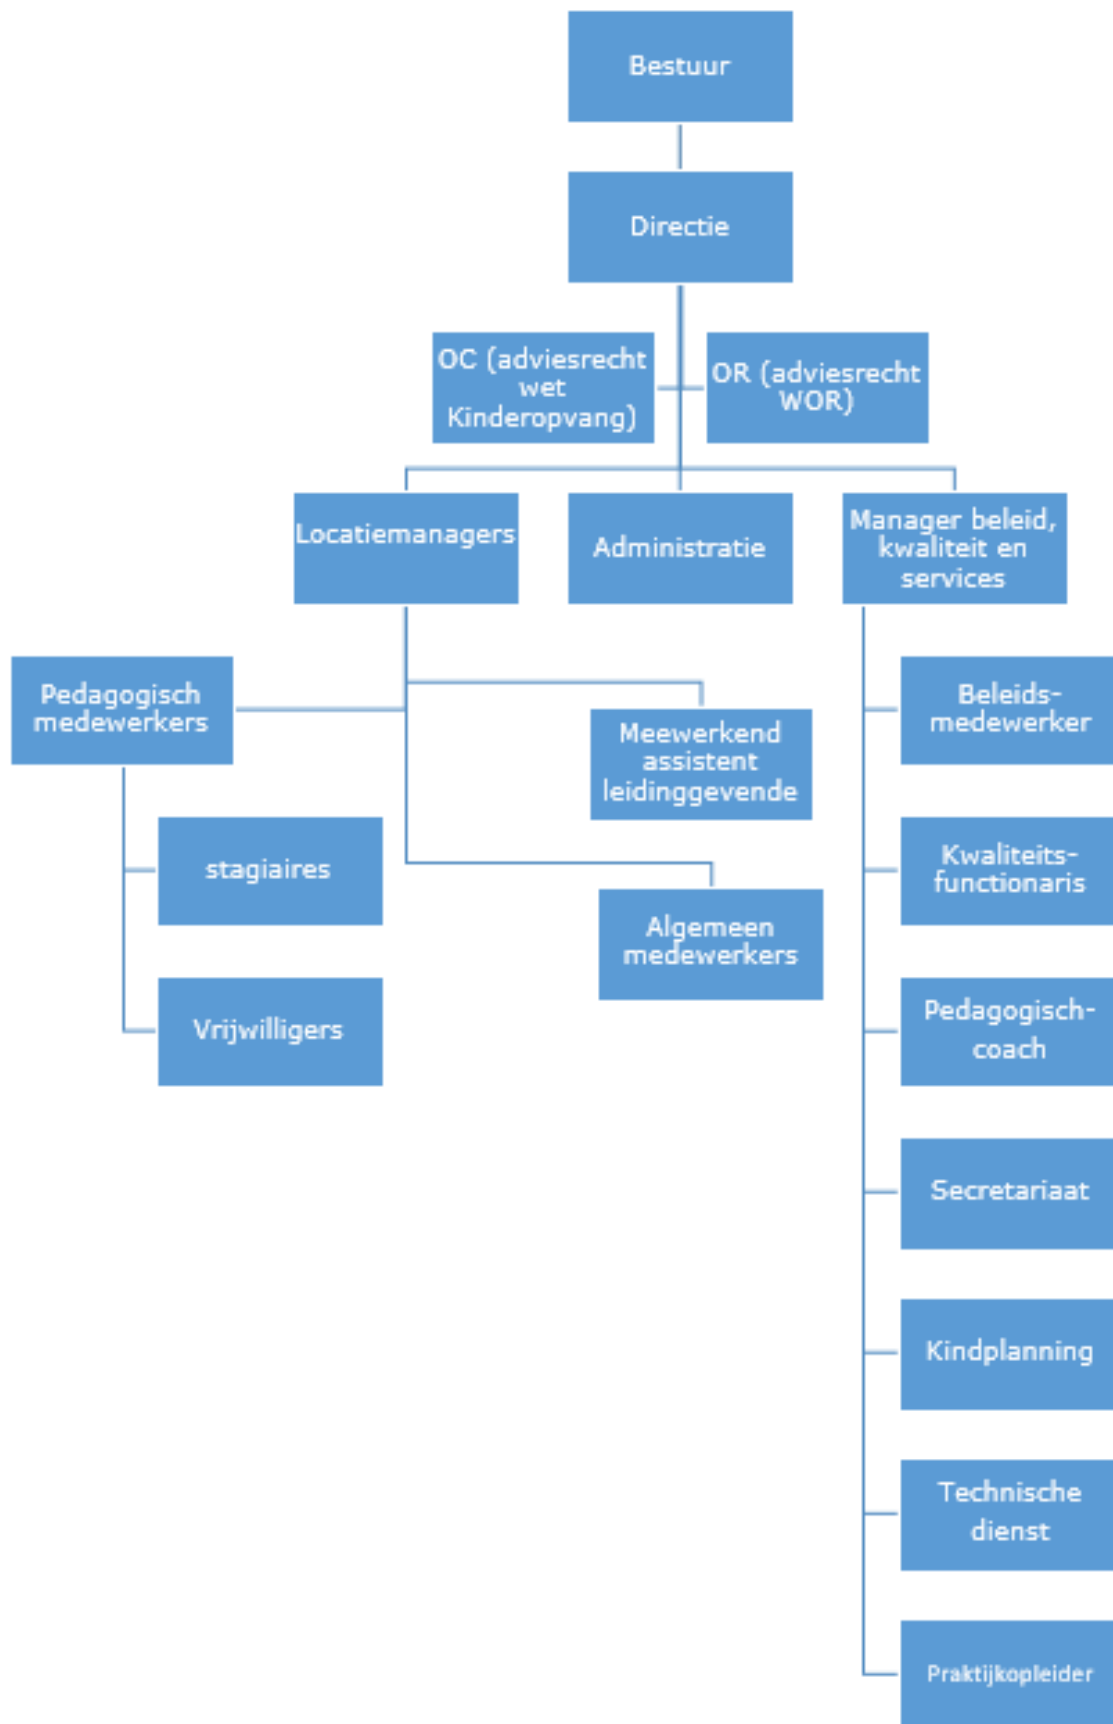 Bestuur
Directie
OC (adviesrecht
wet
Kinderopvang)
OR (adviesrecht
WOR)
Locatiemanagers
Administratie
Manager beleid,
kwaliteit en
services
Pedagogisch
medewerkers
Meewerkend
assistent
leidinggevende
Beleids-
medewerker
stagiaires
Kwaliteits-
functionaris
Algemeen
medewerkers
Vrijwilligers
Pedagogisch-
coach
Secretariaat
Kindplanning
Technische
dienst
Praktijkopleider